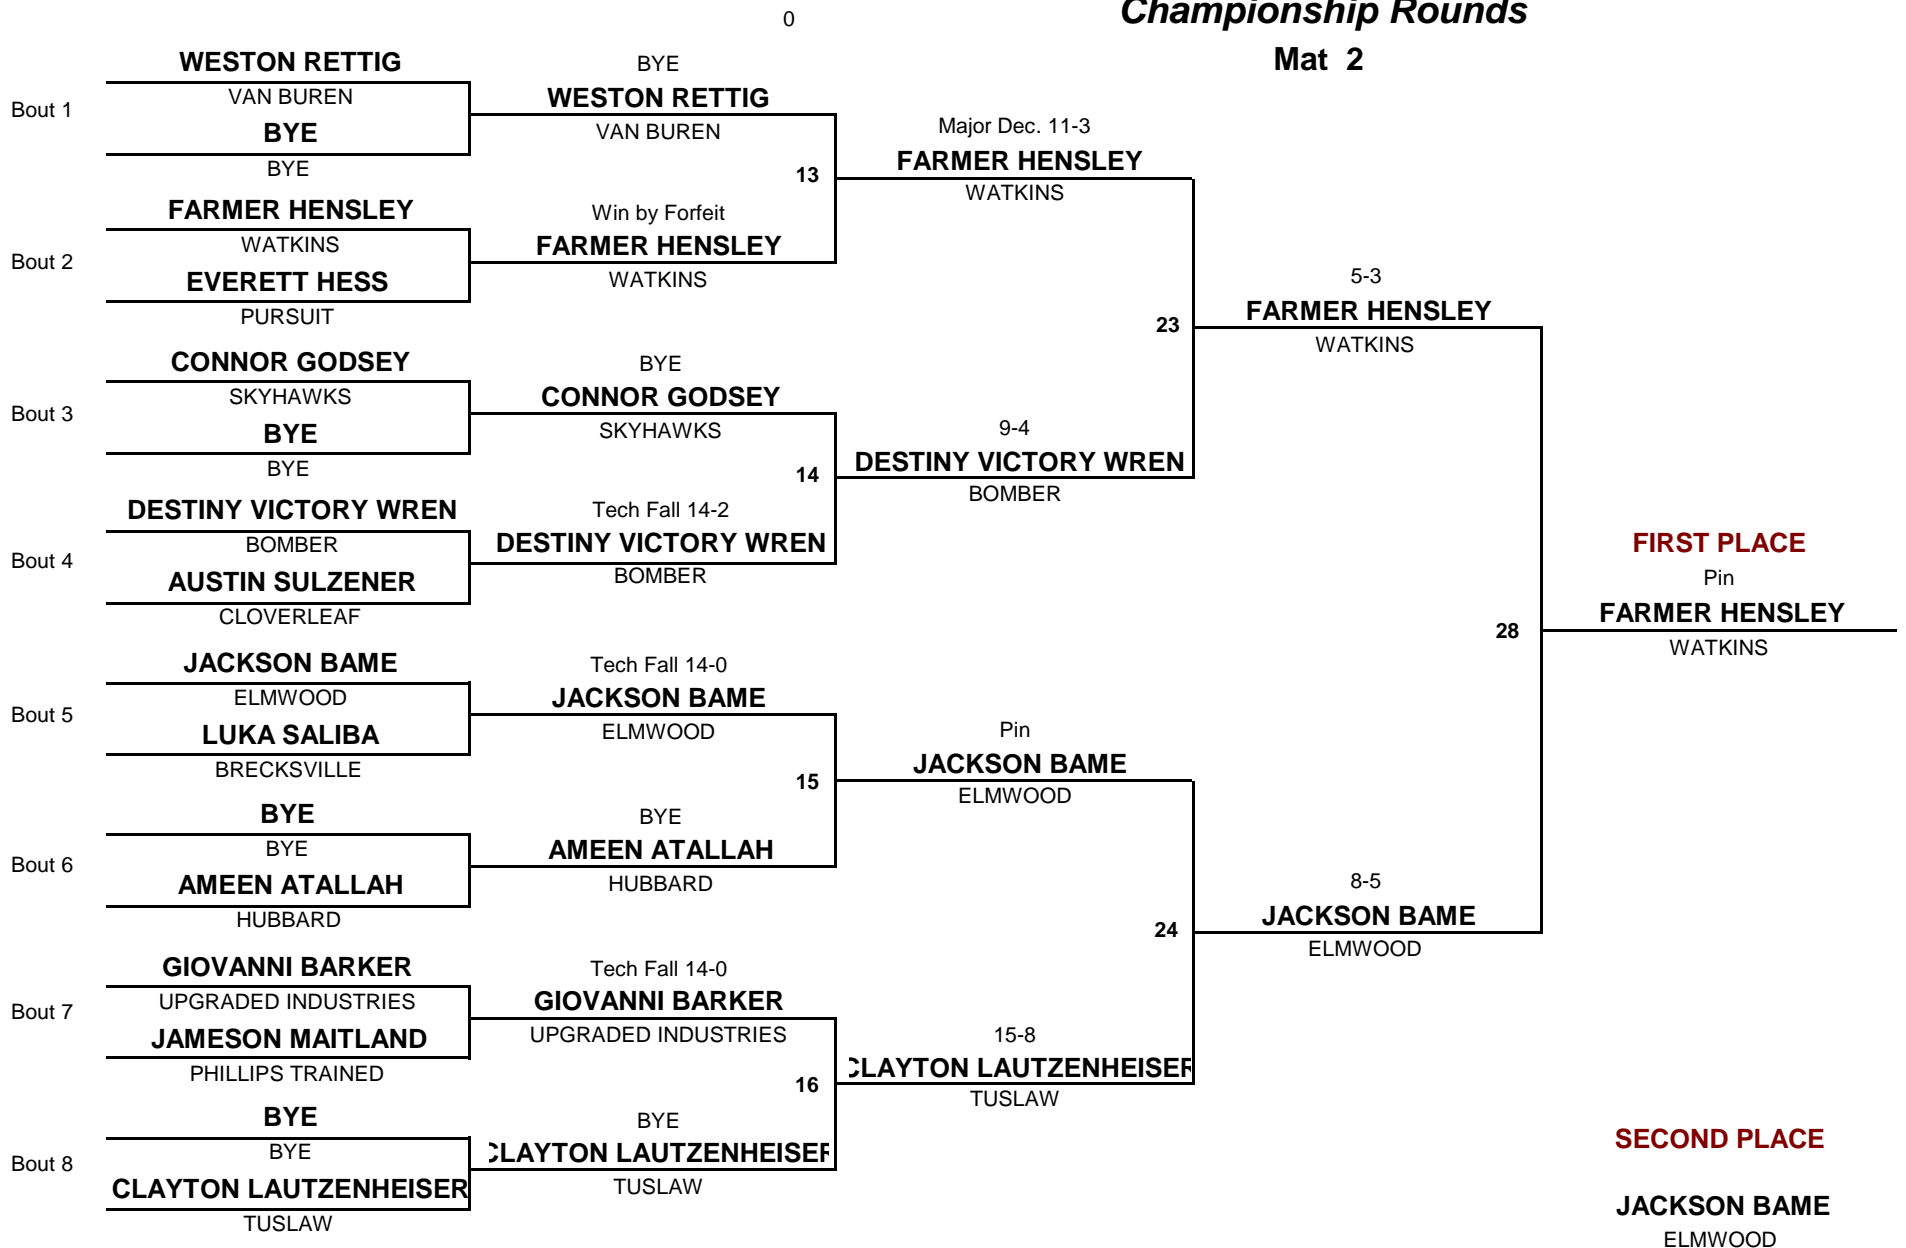 0
Championship Rounds
Mat 2
WESTON RETTIG
VAN BUREN
Bout 1
BYE
BYE
FARMER HENSLEY
WATKINS
Bout 2
EVERETT HESS
PURSUIT
CONNOR GODSEY
SKYHAWKS
Bout 3
BYE
BYE
DESTINY VICTORY WREN
BOMBER
Bout 4
AUSTIN SULZENER
CLOVERLEAF
JACKSON BAME
ELMWOOD
Bout 5
LUKA SALIBA
BRECKSVILLE
BYE
BYE
Bout 6
AMEEN ATALLAH
HUBBARD
GIOVANNI BARKER
UPGRADED INDUSTRIES
Bout 7
JAMESON MAITLAND
PHILLIPS TRAINED
BYE
BYE
Bout 8
CLAYTON LAUTZENHEISER
TUSLAW
BYE
WESTON RETTIG
VAN BUREN
13
Win by Forfeit
FARMER HENSLEY
WATKINS
BYE
CONNOR GODSEY
SKYHAWKS
14
Tech Fall 14-2
DESTINY VICTORY WREN
BOMBER
Tech Fall 14-0
JACKSON BAME
ELMWOOD
15
BYE
AMEEN ATALLAH
HUBBARD
Tech Fall 14-0
GIOVANNI BARKER
UPGRADED INDUSTRIES
16
BYE
CLAYTON LAUTZENHEISER
TUSLAW
Major Dec. 11-3
FARMER HENSLEY
WATKINS
23
9-4
DESTINY VICTORY WREN
BOMBER
Pin
JACKSON BAME
ELMWOOD
24
15-8
CLAYTON LAUTZENHEISER
TUSLAW
5-3
FARMER HENSLEY
WATKINS
28
8-5
JACKSON BAME
ELMWOOD
FIRST PLACE
Pin
FARMER HENSLEY
WATKINS
SECOND PLACE
JACKSON BAME
ELMWOOD